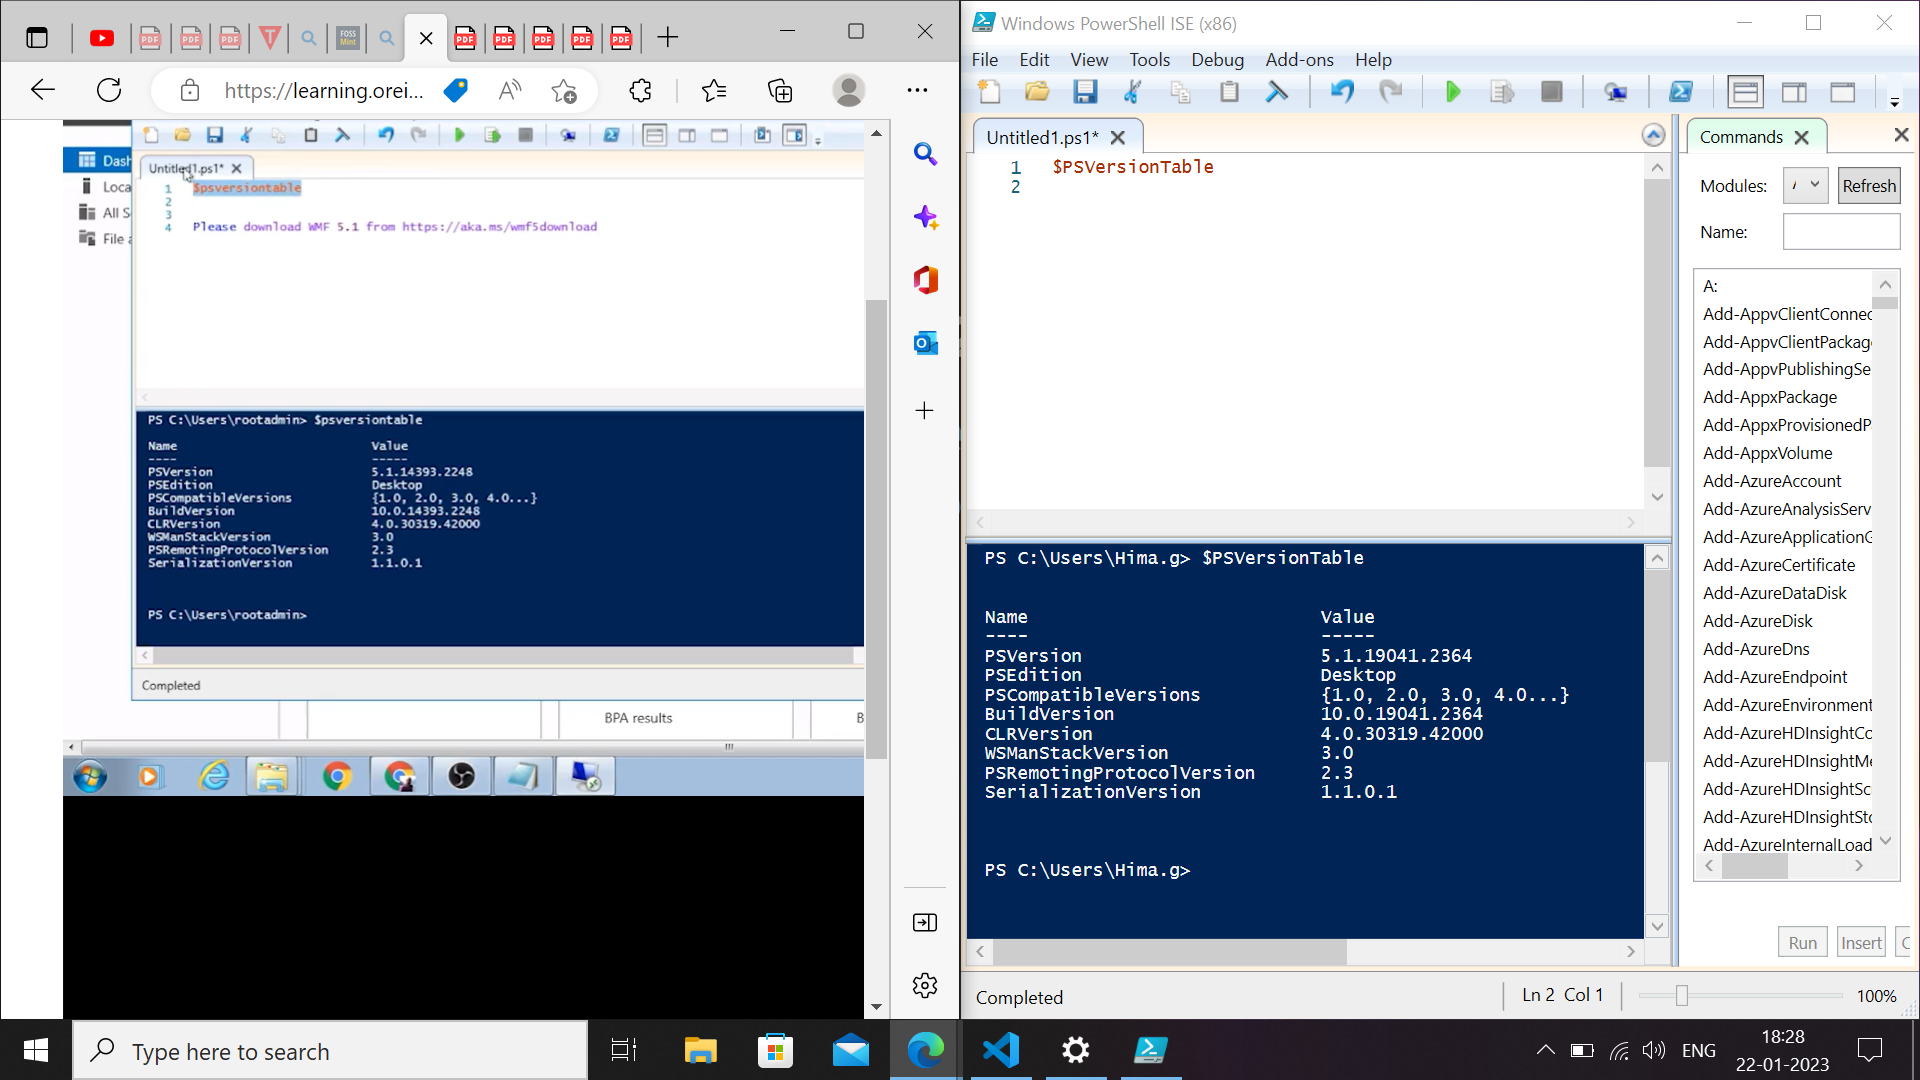 https://learning.orei...
Dash
Loca
All S
File a
Untitled1.ps1* X
1 $psversiontable
2
3
4 Please download WMF 5.1 from https://aka.ms/wmf5download
PS C:\Users\rootadmin> $psversiontable
Name Value
---- -----
PSVersion 5.1.14393.2248
PSEdition Desktop
PSCompatibleVersions {1.0, 2.0, 3.0, 4.0...}
BuildVersion 10.0.14393.2248
CLRVersion 4.0.30319.42000
WSManStackVersion 3.0
PSRemotingProtocolVersion 2.3
SerializationVersion 1.1.0.1
PS C:\Users\rootadmin>
Completed
BPA results
Windows PowerShell ISE (x86)
File Edit View Tools Debug Add-ons Help
Untitled1.ps1* X
1 $PSVersionTable
2
PS C:\Users\Hima.g> $PSVersionTable
Name Value
---- -----
PSVersion 5.1.19041.2364
PSEdition Desktop
PSCompatibleVersions {1.0, 2.0, 3.0, 4.0...}
BuildVersion 10.0.19041.2364
CLRVersion 4.0.30319.42000
WSManStackVersion 3.0
PSRemotingProtocolVersion 2.3
SerializationVersion 1.1.0.1
PS C:\Users\Hima.g>
Completed
Ln 2 Col 1
100%
Commands X
Modules: Refresh
Name:
A:
Add-AppvClientConnec
Add-AppvClientPackag
Add-AppvPublishingSe
Add-AppxPackage
Add-AppxProvisionedP
Add-AppxVolume
Add-AzureAccount
Add-AzureAnalysisServ
Add-AzureApplicationG
Add-AzureCertificate
Add-AzureDataDisk
Add-AzureDisk
Add-AzureDns
Add-AzureEndpoint
Add-AzureEnvironment
Add-AzureHDInsightCo
Add-AzureHDInsightMe
Add-AzureHDInsightSc
Add-AzureHDInsightSto
Add-AzureInternalLoad
Run Insert C
Type here to search
ENG
18:28
22-01-2023